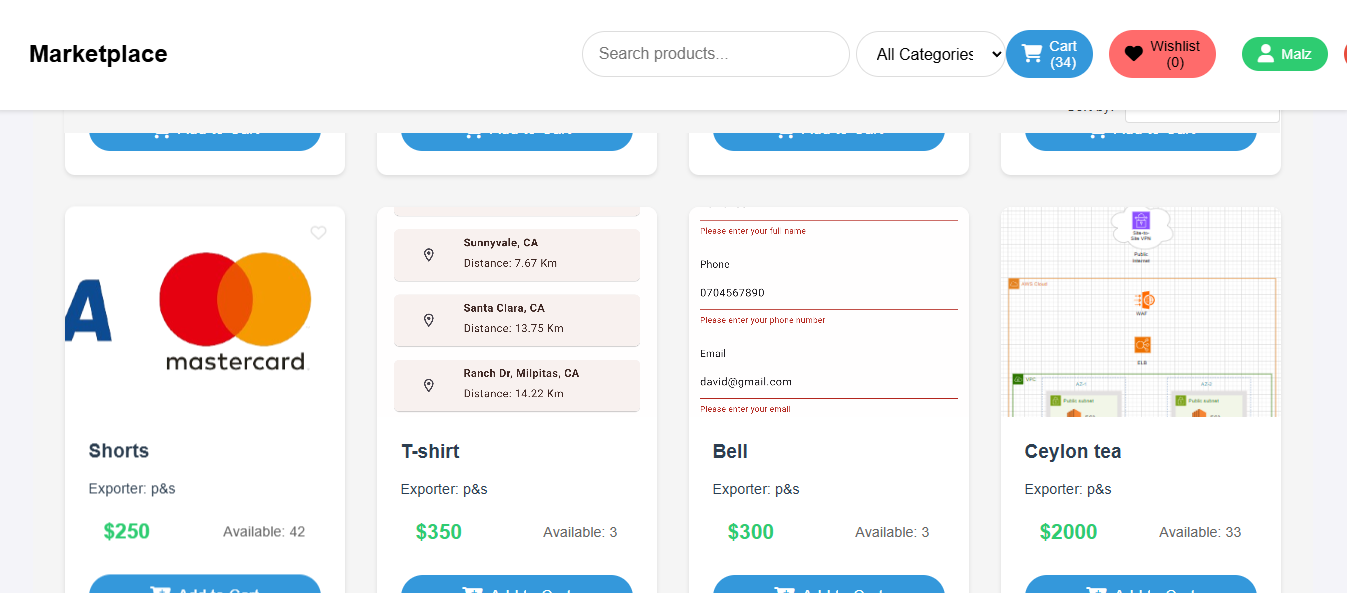 Marketplace
Search products...
All Categories
Cart
(34)
Wishlist
(0)
Malz
Sort by:
Add to Cart
Add to Cart
Add to Cart
Add to Cart
A
mastercard.
Shorts
Exporter: p&s
$250
Available: 42
Add to Cart
Sunnyvale, CA
Distance: 7.67 Km
Santa Clara, CA
Distance: 13.75 Km
Ranch Dr, Milpitas, CA
Distance: 14.22 Km
T-shirt
Exporter: p&s
$350
Available: 3
Add to Cart
Please enter your full name
Phone
0704567890
Please enter your phone number
Email
david@gmail.com
Please enter your email
Bell
Exporter: p&s
$300
Available: 3
Add to Cart
Site-to-
Site VPN
Public
Internet
AWS Cloud
WAF
ELB
VPC
AZ-1
AZ-2
Public subnet
Public subnet
Ceylon tea
Exporter: p&s
$2000
Available: 33
Add to Cart